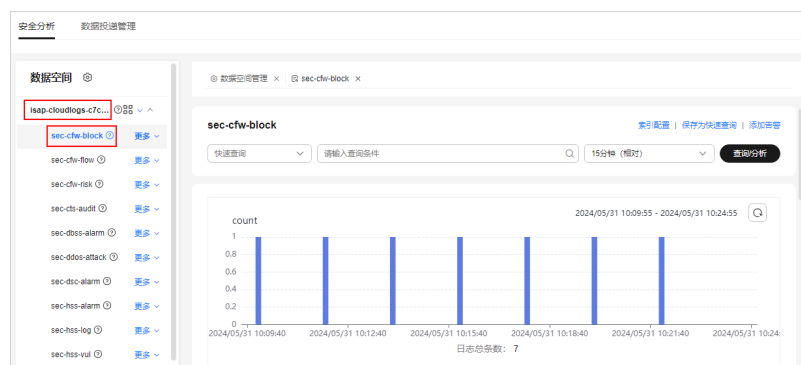 安全分析 数据投递管理
数据空间
数据空间管理 × sec-cfw-block ×
isap-cloudlogs-c7c...
sec-cfw-block 更多
sec-cfw-flow 更多
sec-cfw-risk 更多
sec-cts-audit 更多
sec-dbss-alarm 更多
sec-ddos-attack 更多
sec-dsc-alarm 更多
sec-hss-alarm 更多
sec-hss-log 更多
sec-hss-vul 更多
sec-cfw-block 索引配置 | 保存为快速查询 | 添加告警
快速查询 请输入查询条件 15分钟（相对） 查询/分析
2024/05/31 10:09:55 - 2024/05/31 10:24:55
count
1
0.8
0.6
0.4
0.2
0
2024/05/31 10:09:40 2024/05/31 10:12:40 2024/05/31 10:15:40 2024/05/31 10:18:40 2024/05/31 10:21:40 2024/05/31 10:24:
日志总条数： 7